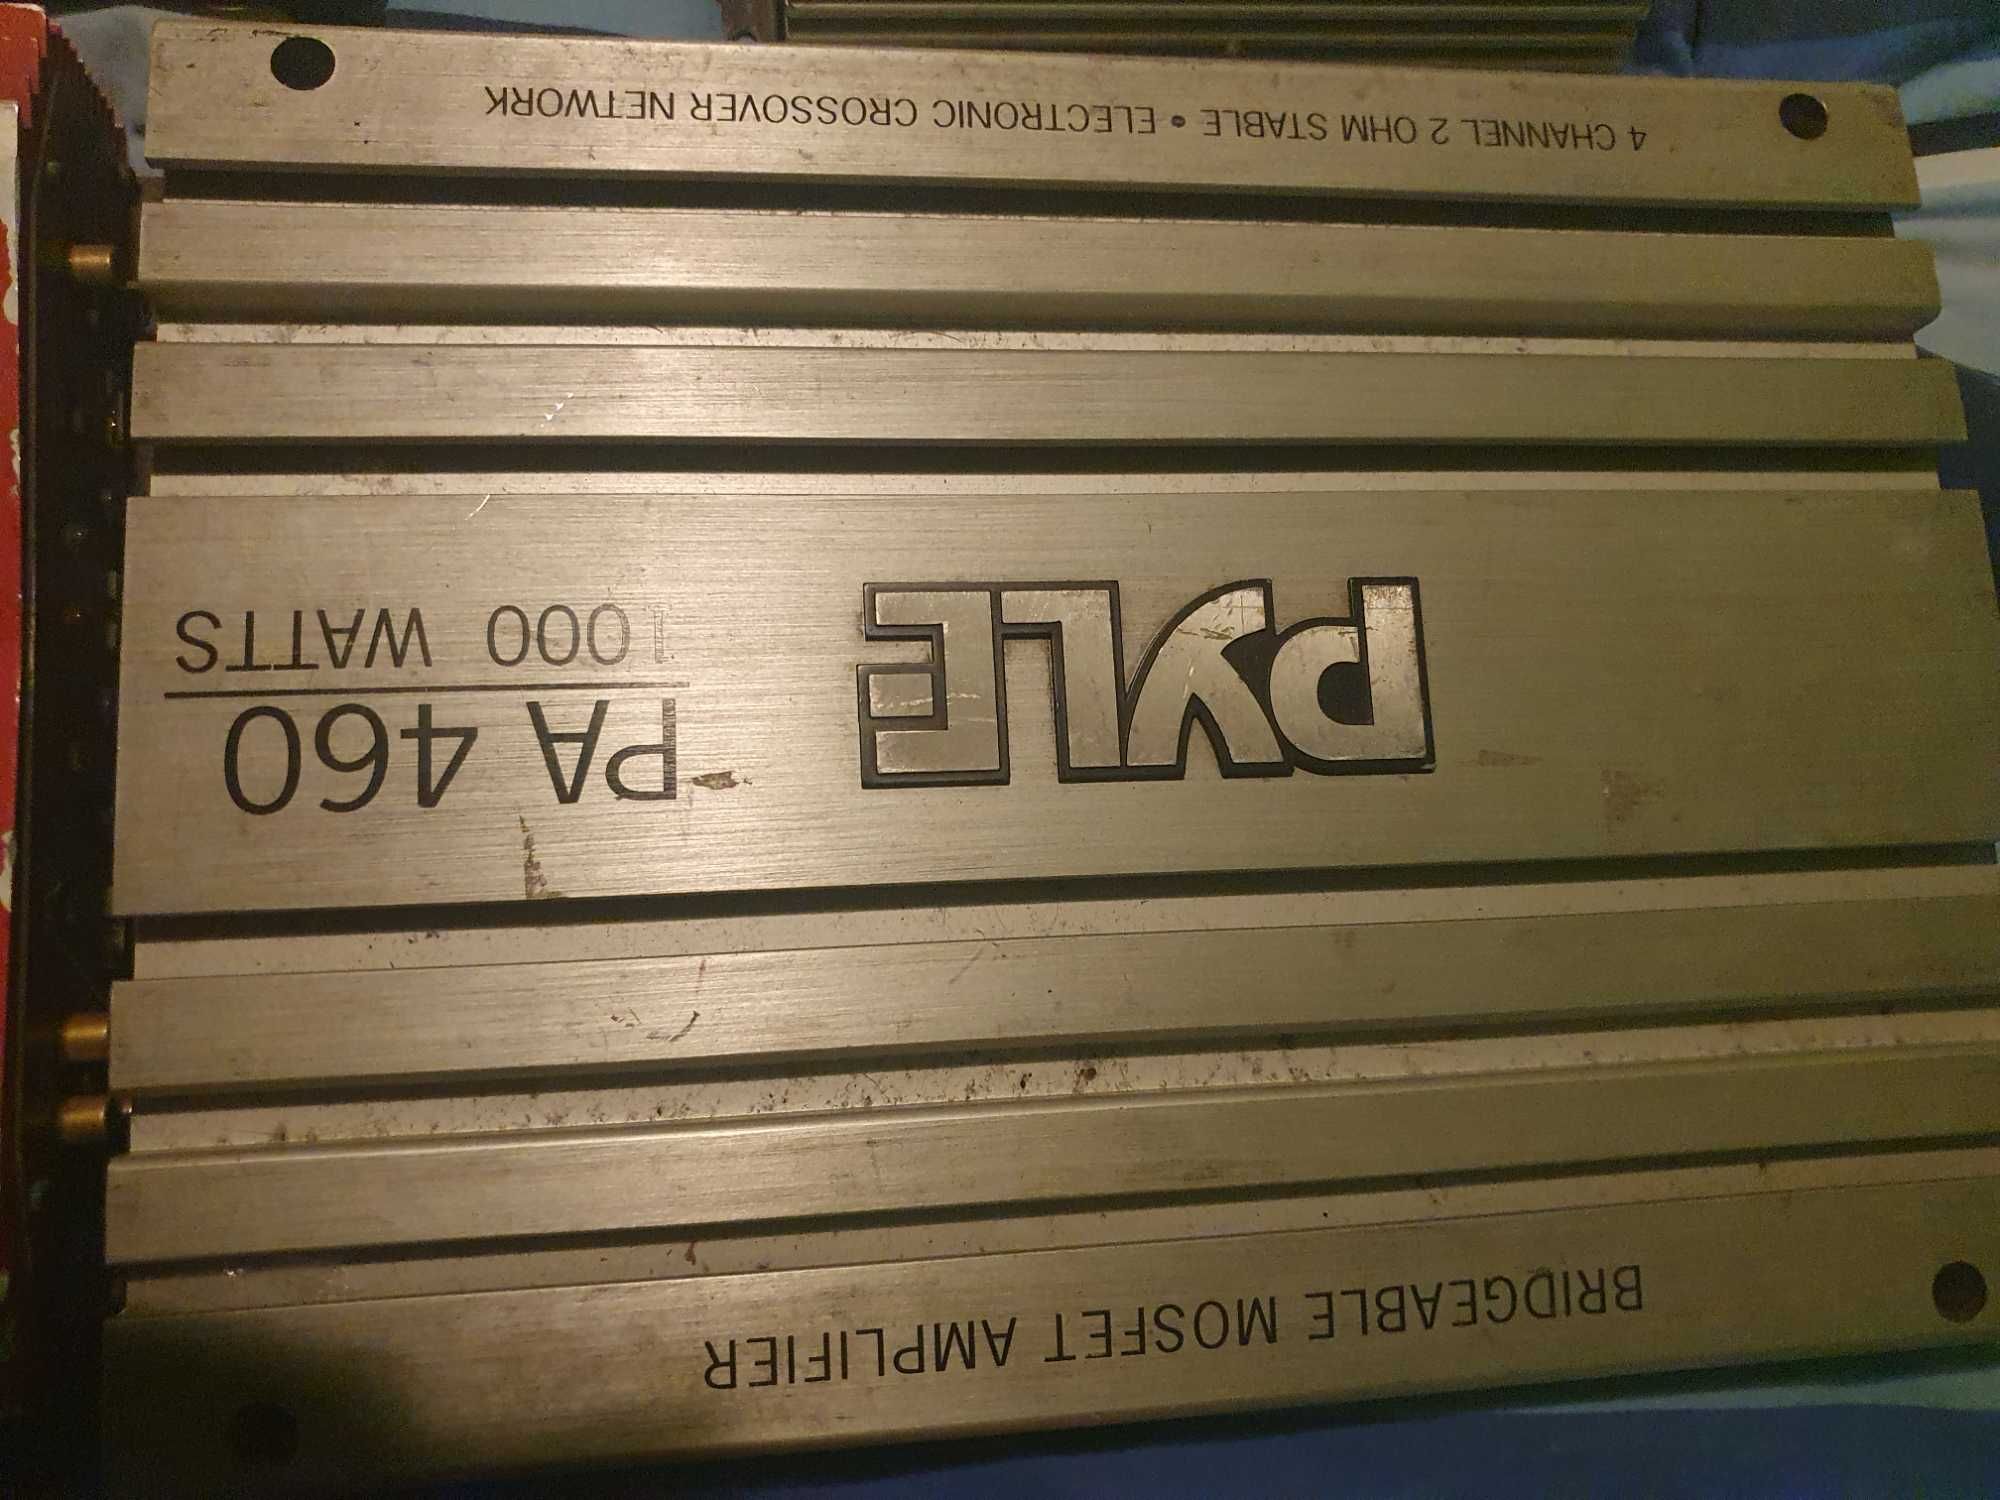 BRIDGEABLE MOSFET AMPLIFIER
PYLE
PA 460
1000 WATTS
4 CHANNEL 2 OHM STABLE • ELECTRONIC CROSSOVER NETWORK